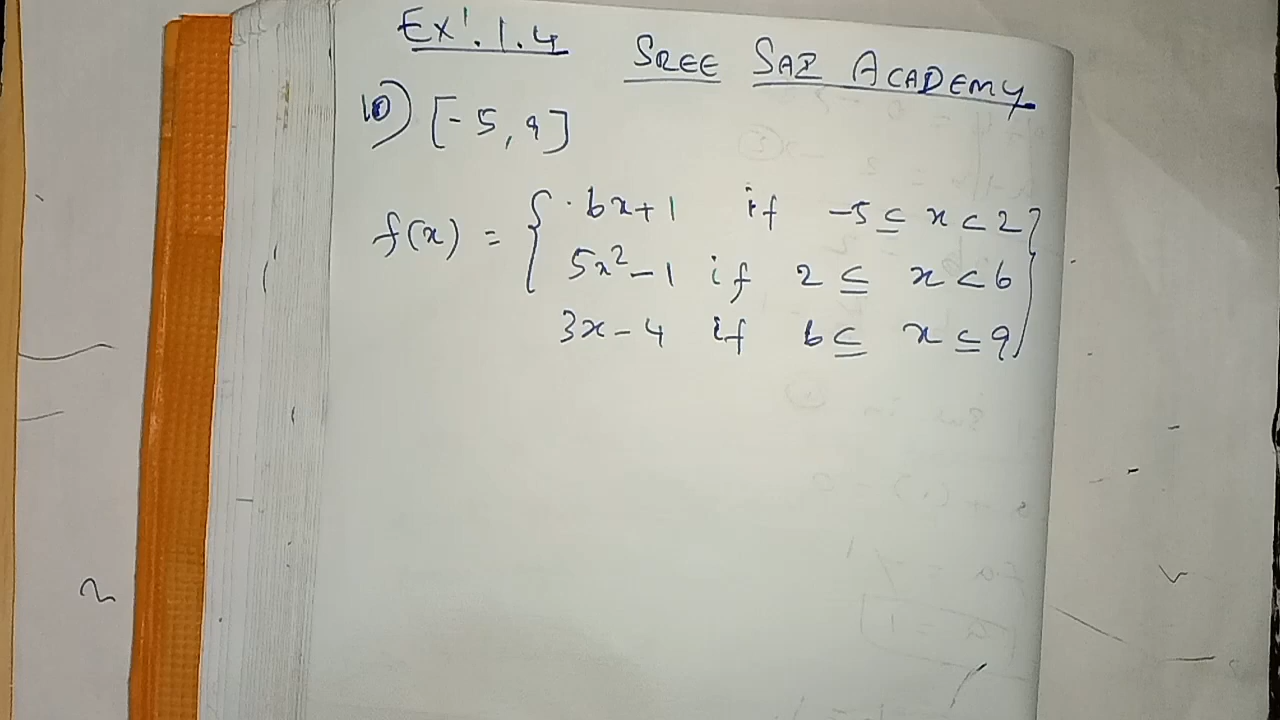 Ex'. 1.4 SREE SAI ACADEMY
10) [-5, 9]
f(x) = { 6x+1 if -5 ≤ x < 2 }
5x²-1 if 2 ≤ x < 6
3x-4 if 6 ≤ x ≤ 9